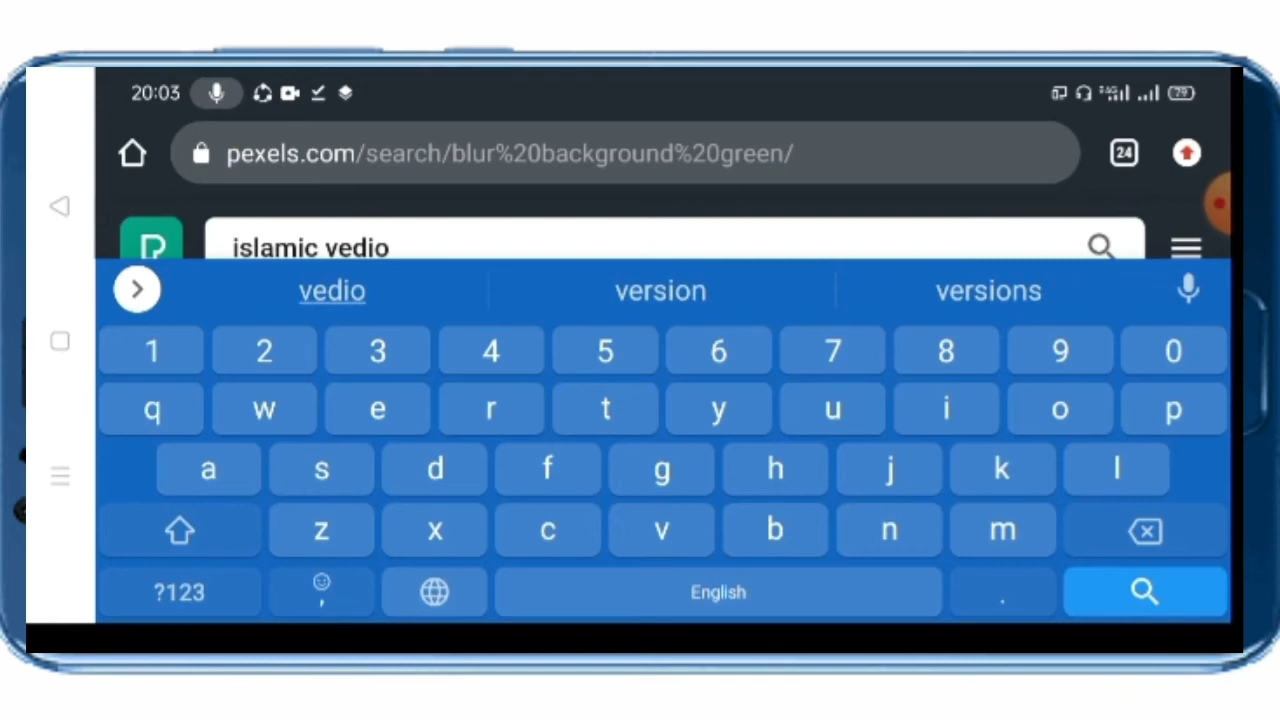 20:03
79
pexels.com/search/blur%20background%20green/
24
islamic vedio
vedio version versions
1 2 3 4 5 6 7 8 9 0
q w e r t y u i o p
a s d f g h j k l
z x c v b n m
?123 , English .